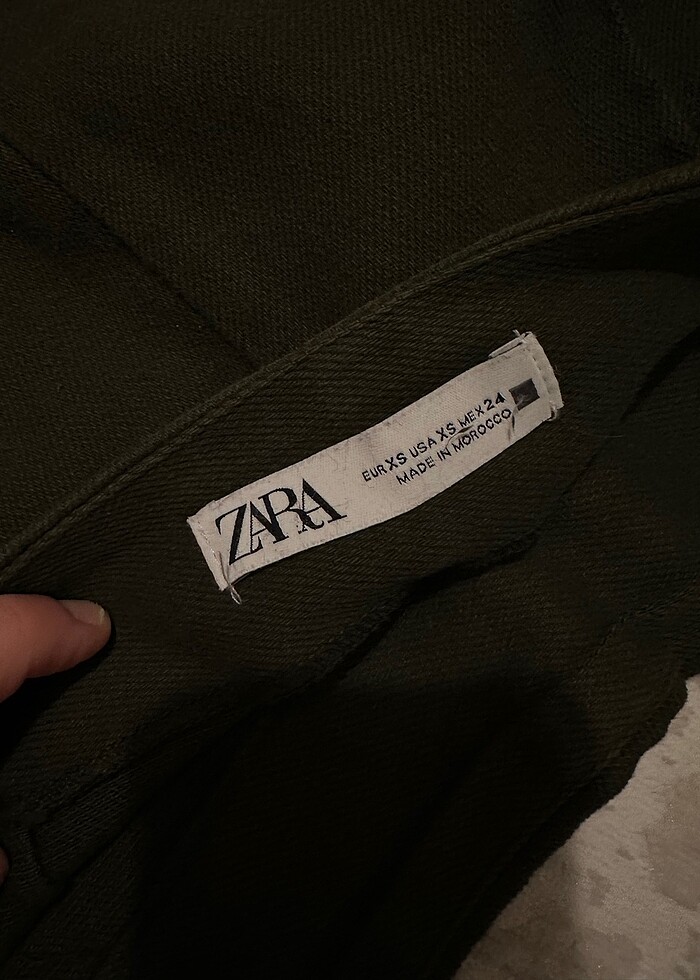 ZARA
EUR XS USA XS MEX 24
MADE IN MOROCCO